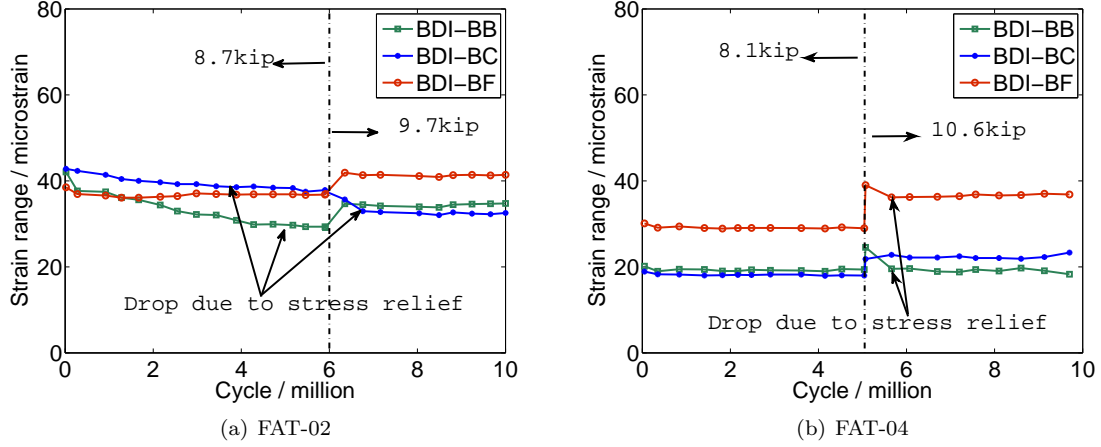 80
60
40
20
0
Strain range / microstrain
8.7kip
9.7kip
BDI−BB
BDI−BC
BDI−BF
Drop due to stress relief
0 2 4 6 8 10
Cycle / million
(a) FAT-02
80
60
40
20
0
Strain range / microstrain
8.1kip
10.6kip
BDI−BB
BDI−BC
BDI−BF
Drop due to stress relief
0 2 4 6 8 10
Cycle / million
(b) FAT-04